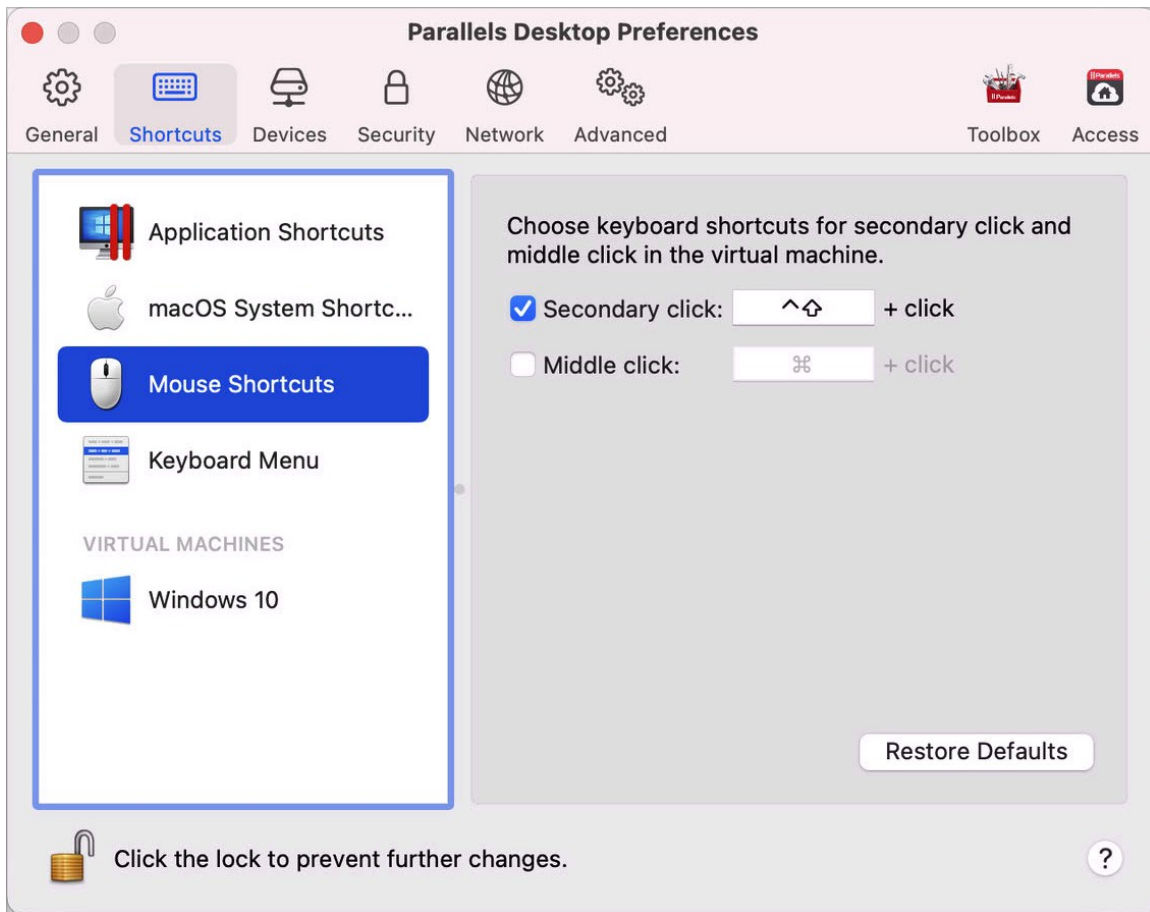 Parallels Desktop Preferences
General Shortcuts Devices Security Network Advanced Toolbox Access
Application Shortcuts
macOS System Shortc...
Mouse Shortcuts
Keyboard Menu
VIRTUAL MACHINES
Windows 10
Choose keyboard shortcuts for secondary click and
middle click in the virtual machine.
Secondary click: ^⇧ + click
Middle click: ⌘ + click
Restore Defaults
Click the lock to prevent further changes.
?